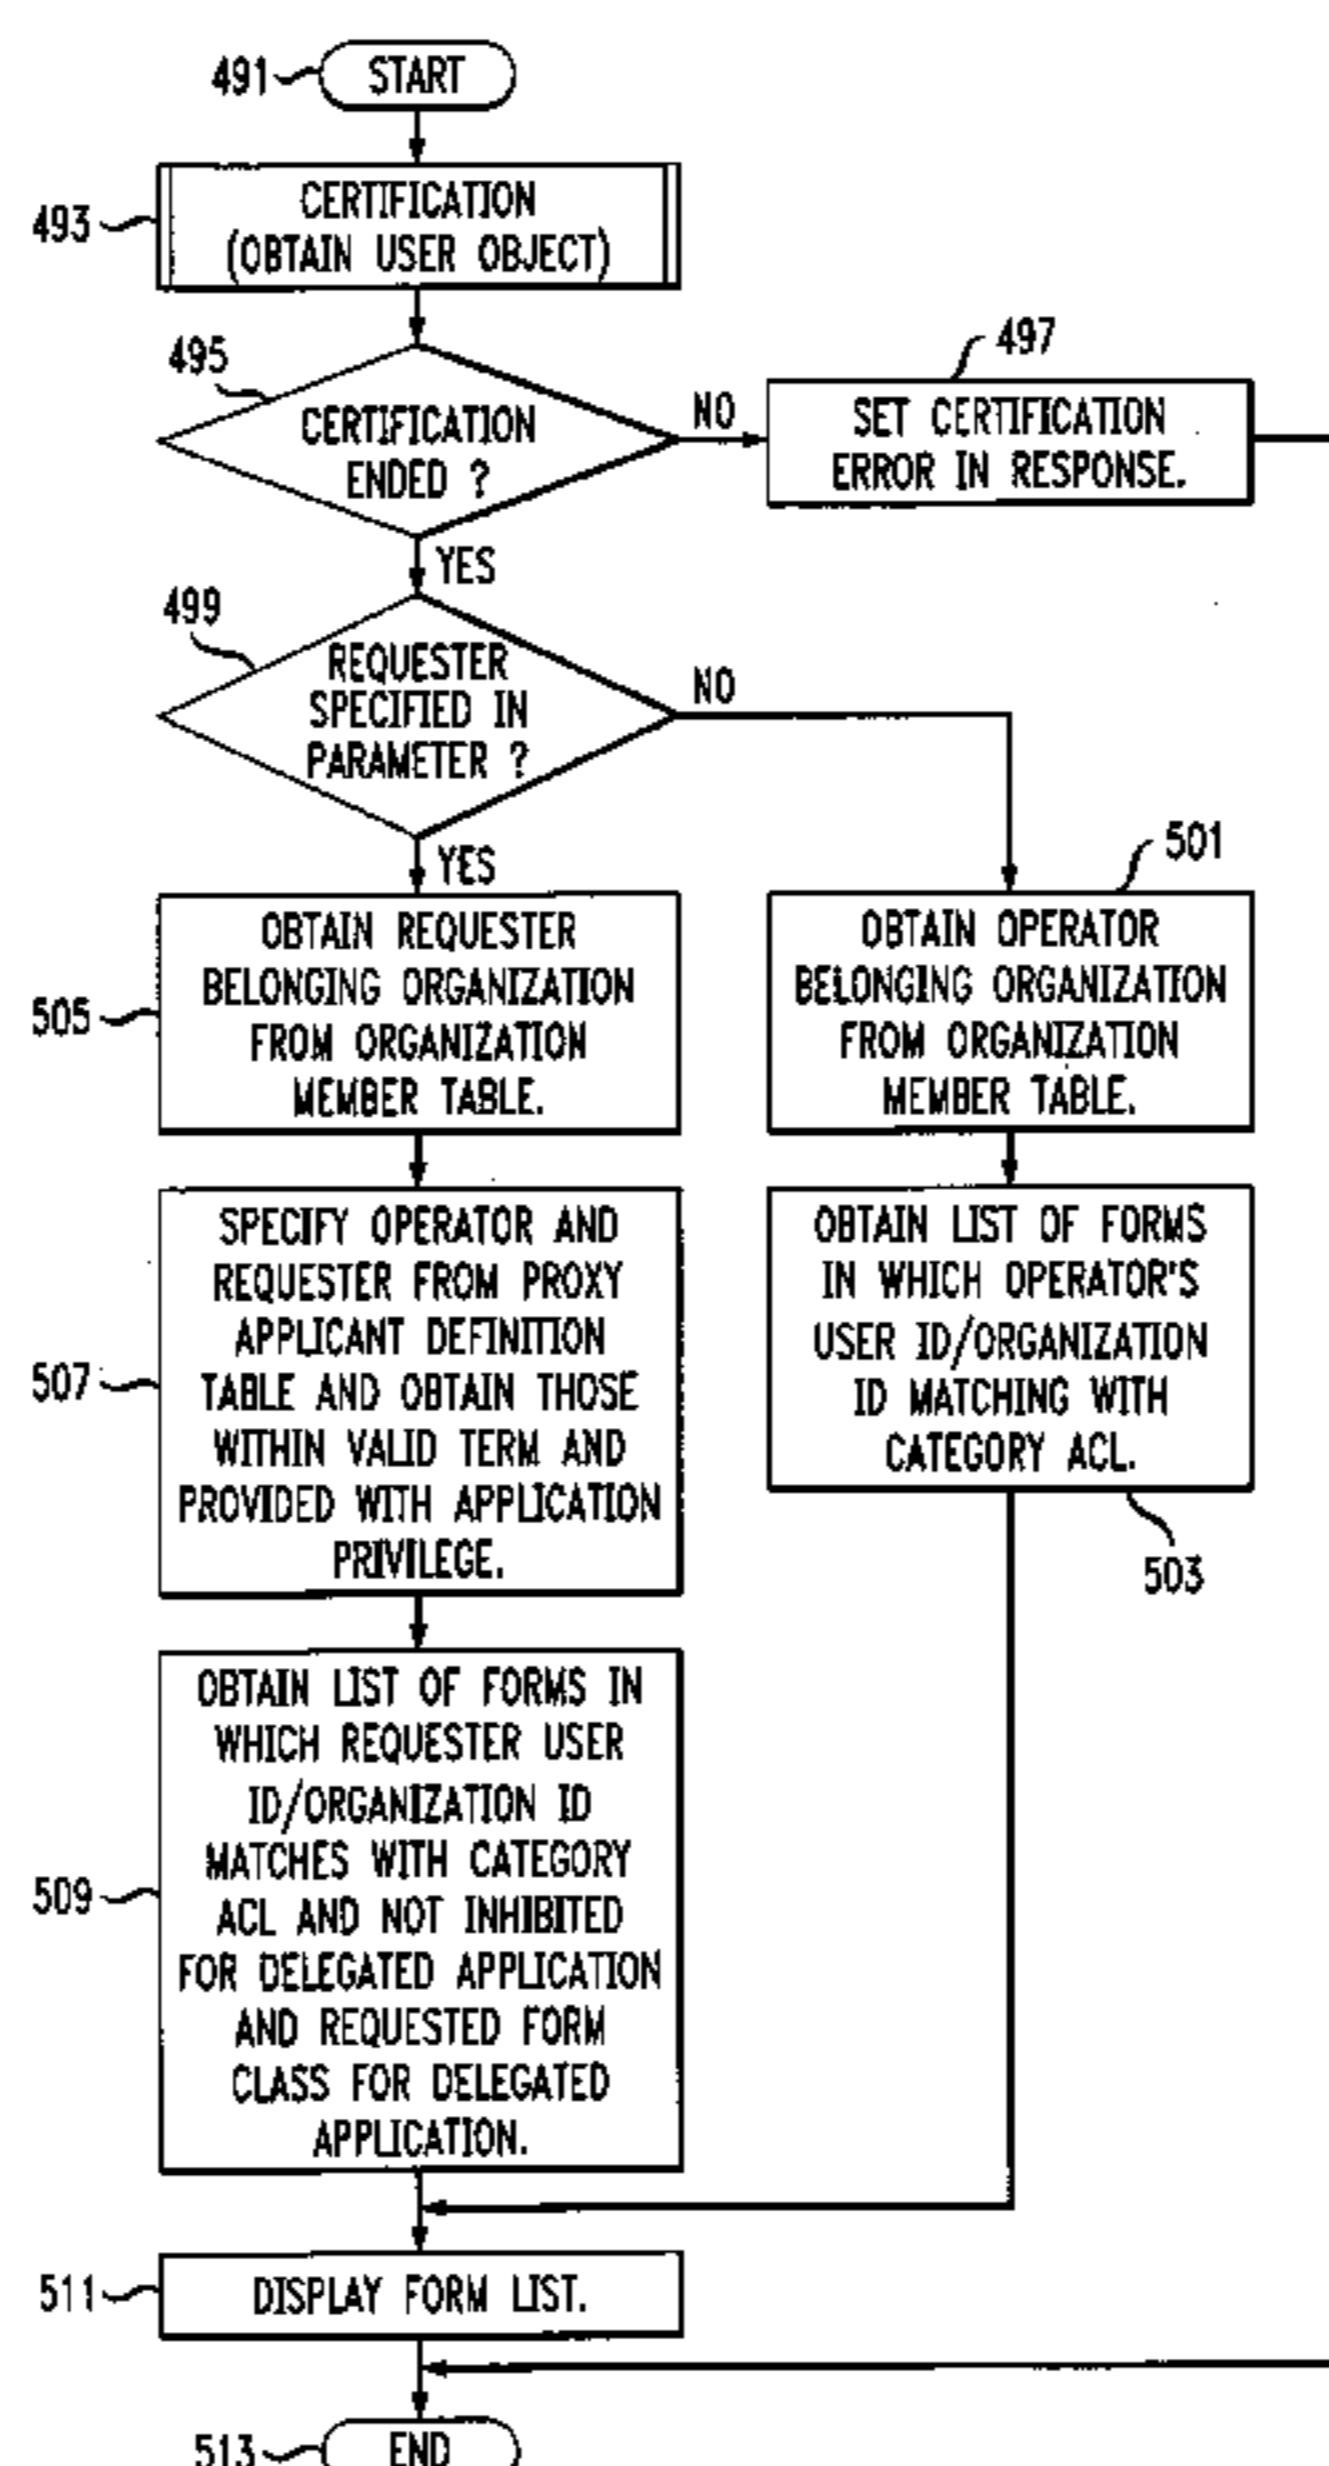 491
START
493
CERTIFICATION
(OBTAIN USER OBJECT)
495
CERTIFICATION
ENDED ?
NO
497
SET CERTIFICATION
ERROR IN RESPONSE.
YES
499
REQUESTER
SPECIFIED IN
PARAMETER ?
NO
YES
505
OBTAIN REQUESTER
BELONGING ORGANIZATION
FROM ORGANIZATION
MEMBER TABLE.
501
OBTAIN OPERATOR
BELONGING ORGANIZATION
FROM ORGANIZATION
MEMBER TABLE.
507
SPECIFY OPERATOR AND
REQUESTER FROM PROXY
APPLICANT DEFINITION
TABLE AND OBTAIN THOSE
WITHIN VALID TERM AND
PROVIDED WITH APPLICATION
PRIVILEGE.
OBTAIN LIST OF FORMS
IN WHICH OPERATOR'S
USER ID/ORGANIZATION
ID MATCHING WITH
CATEGORY ACL.
503
509
OBTAIN LIST OF FORMS IN
WHICH REQUESTER USER
ID/ORGANIZATION ID
MATCHES WITH CATEGORY
ACL AND NOT INHIBITED
FOR DELEGATED APPLICATION
AND REQUESTED FORM
CLASS FOR DELEGATED
APPLICATION.
511
DISPLAY FORM LIST.
513
END